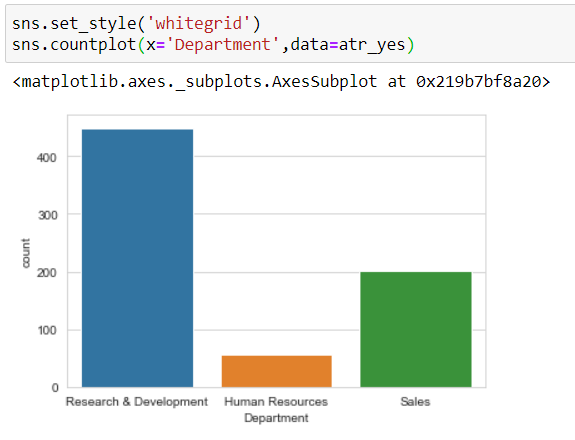 sns.set_style('whitegrid')
sns.countplot(x='Department',data=atr_yes)
<matplotlib.axes._subplots.AxesSubplot at 0x219b7bf8a20>
400
300
200
100
0
count
Research & Development Human Resources Sales
Department